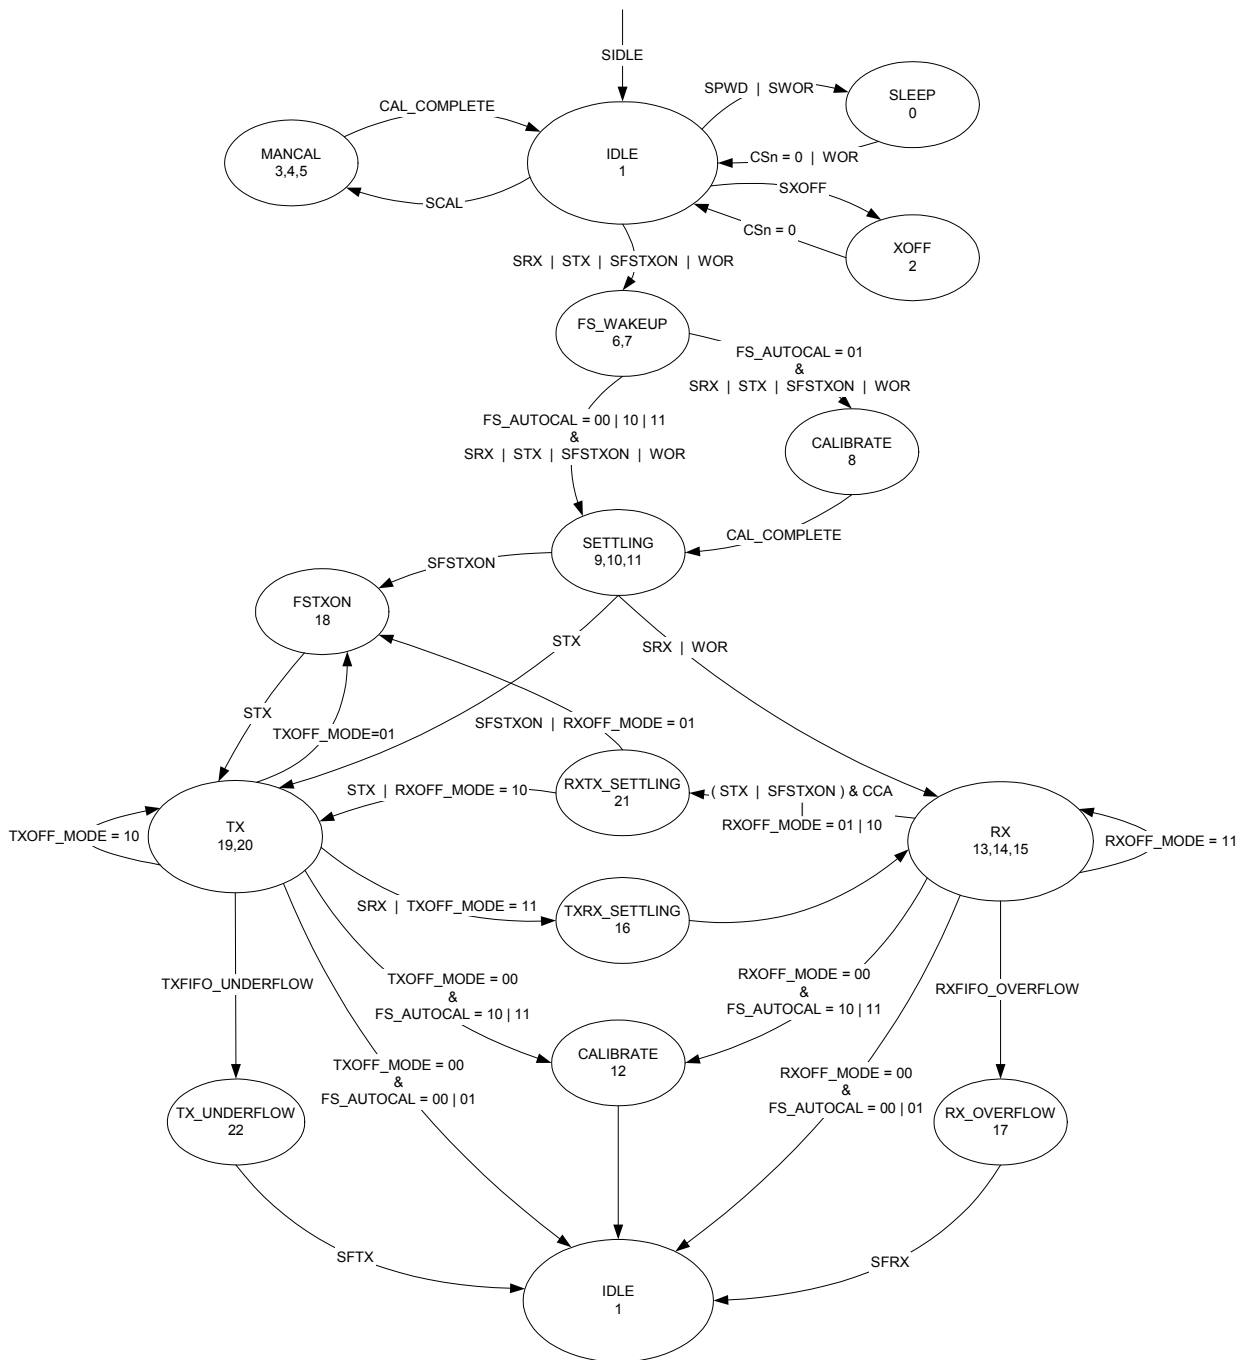 SIDLE
SPWD | SWOR
SLEEP
0
CAL_COMPLETE
MANCAL
3,4,5
IDLE
1
CSn = 0 | WOR
SXOFF
SCAL
CSn = 0
XOFF
2
SRX | STX | SFSTXON | WOR
FS_WAKEUP
6,7
FS_AUTOCAL = 01
&
SRX | STX | SFSTXON | WOR
FS_AUTOCAL = 00 | 10 | 11
&
SRX | STX | SFSTXON | WOR
CALIBRATE
8
CAL_COMPLETE
SETTLING
9,10,11
SFSTXON
FSTXON
18
STX
SRX | WOR
STX
TXOFF_MODE=01
SFSTXON | RXOFF_MODE = 01
RXTX_SETTLING
21
STX | RXOFF_MODE = 10
( STX | SFSTXON ) & CCA
|
RXOFF_MODE = 01 | 10
TXOFF_MODE = 10
TX
19,20
RX
13,14,15
RXOFF_MODE = 11
SRX | TXOFF_MODE = 11
TXRX_SETTLING
16
TXFIFO_UNDERFLOW
TXOFF_MODE = 00
&
FS_AUTOCAL = 10 | 11
RXOFF_MODE = 00
&
FS_AUTOCAL = 10 | 11
RXFIFO_OVERFLOW
CALIBRATE
12
TXOFF_MODE = 00
&
FS_AUTOCAL = 00 | 01
RXOFF_MODE = 00
&
FS_AUTOCAL = 00 | 01
TX_UNDERFLOW
22
RX_OVERFLOW
17
SFTX
SFRX
IDLE
1